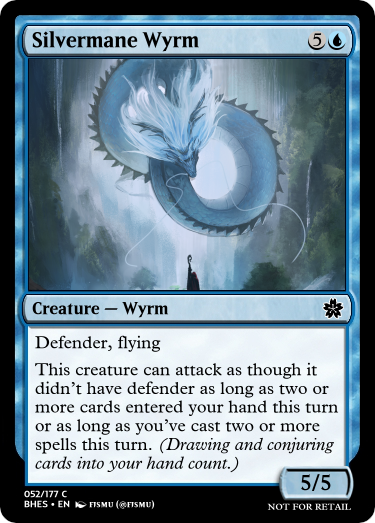 Silvermane Wyrm 5
Creature — Wyrm
Defender, flying
This creature can attack as though it
didn't have defender as long as two or
more cards entered your hand this turn
or as long as you've cast two or more
spells this turn. (Drawing and conjuring
cards into your hand count.)
5/5
052/177 C
BHES • EN FTSMU (@FTSMU)
NOT FOR RETAIL